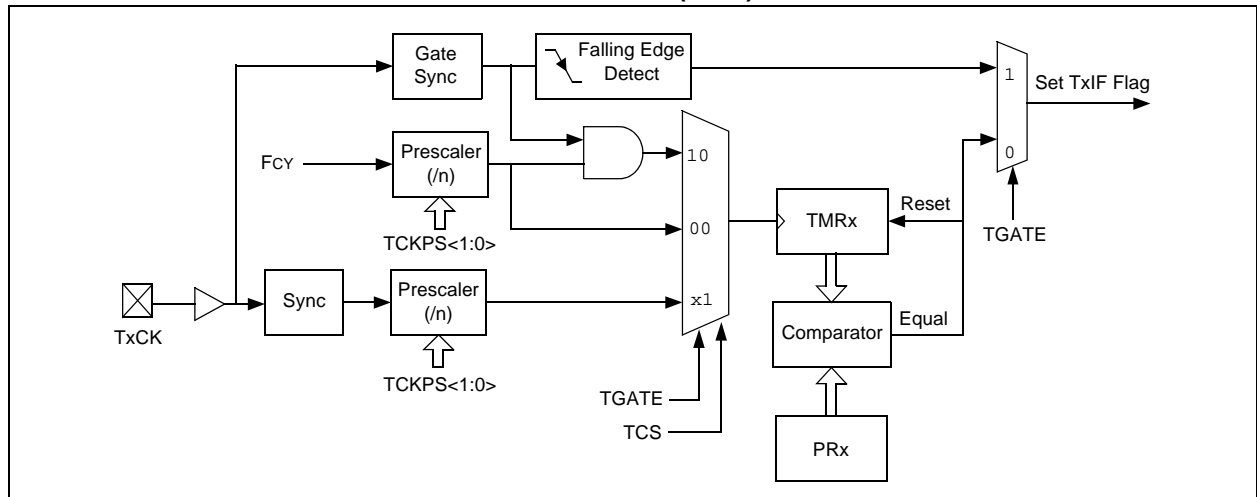 Gate
Sync
Falling Edge
Detect
1
Set TxIF Flag
0
TGATE
FCY
Prescaler
(/n)
TCKPS<1:0>
10
00
x1
TMRx
Reset
TxCK
Sync
Prescaler
(/n)
TCKPS<1:0>
Comparator
Equal
TGATE
TCS
PRx